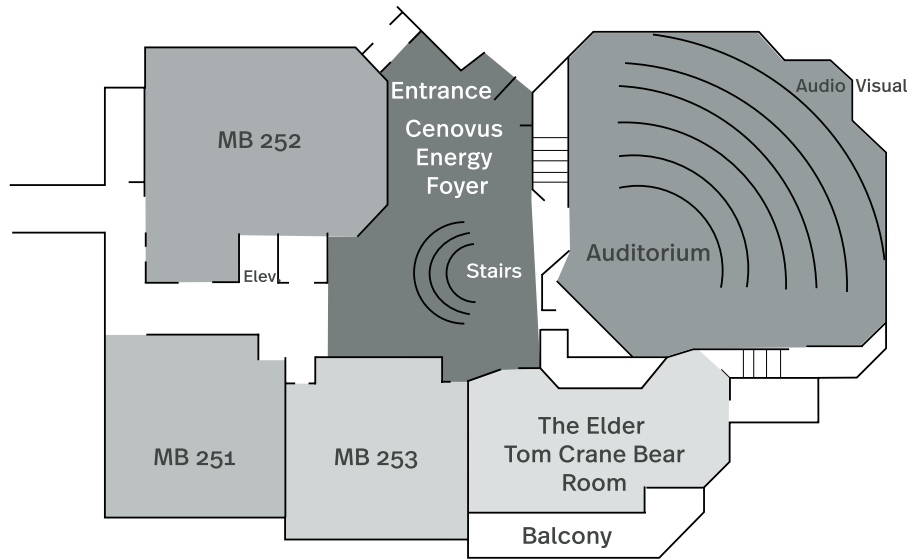 Entrance
Audio Visual
MB 252
Cenovus
Energy
Foyer
Auditorium
Elev.
Stairs
The Elder
Tom Crane Bear
Room
MB 251
MB 253
Balcony